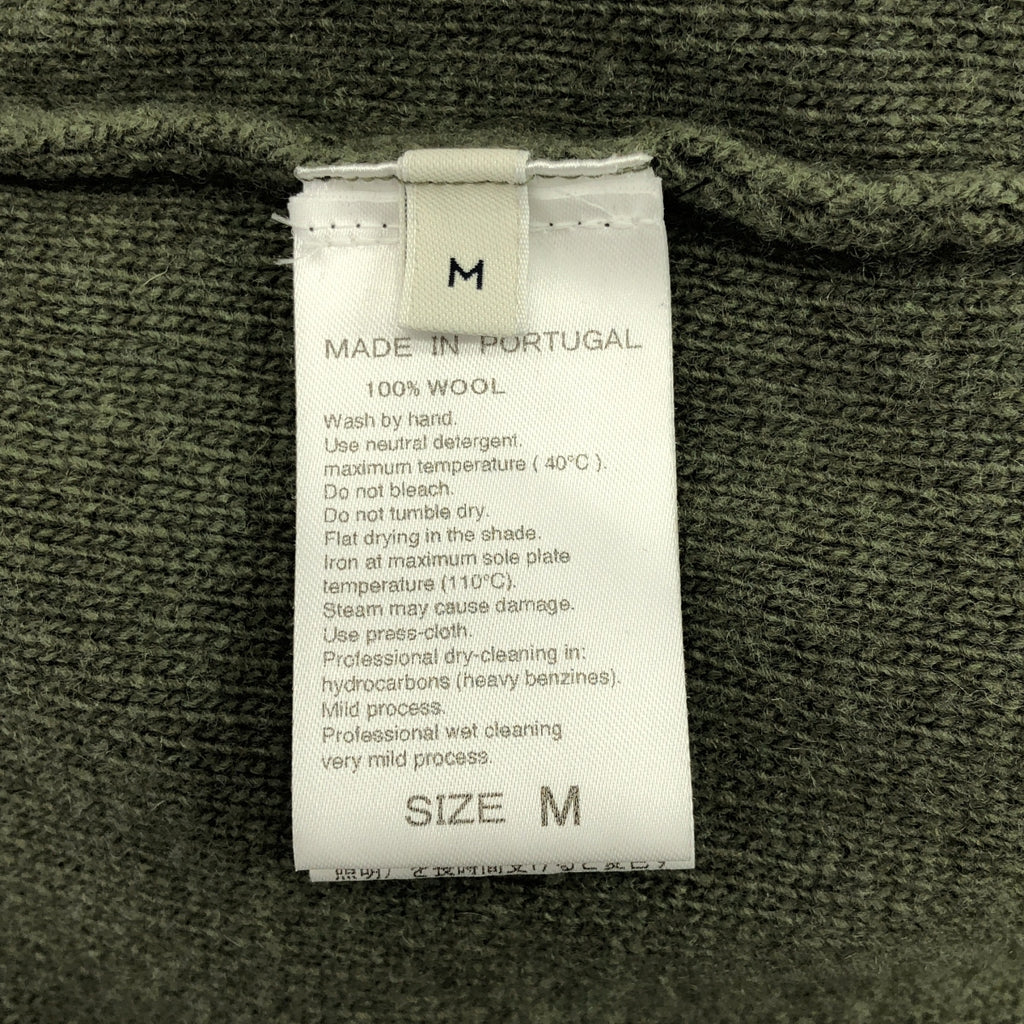 M
MADE IN PORTUGAL
100% WOOL
Wash by hand.
Use neutral detergent.
maximum temperature ( 40°C ).
Do not bleach.
Do not tumble dry.
Flat drying in the shade.
Iron at maximum sole plate
temperature (110°C).
Steam may cause damage.
Use press-cloth.
Professional dry-cleaning in:
hydrocarbons (heavy benzines).
Mild process.
Professional wet cleaning
very mild process.
SIZE M